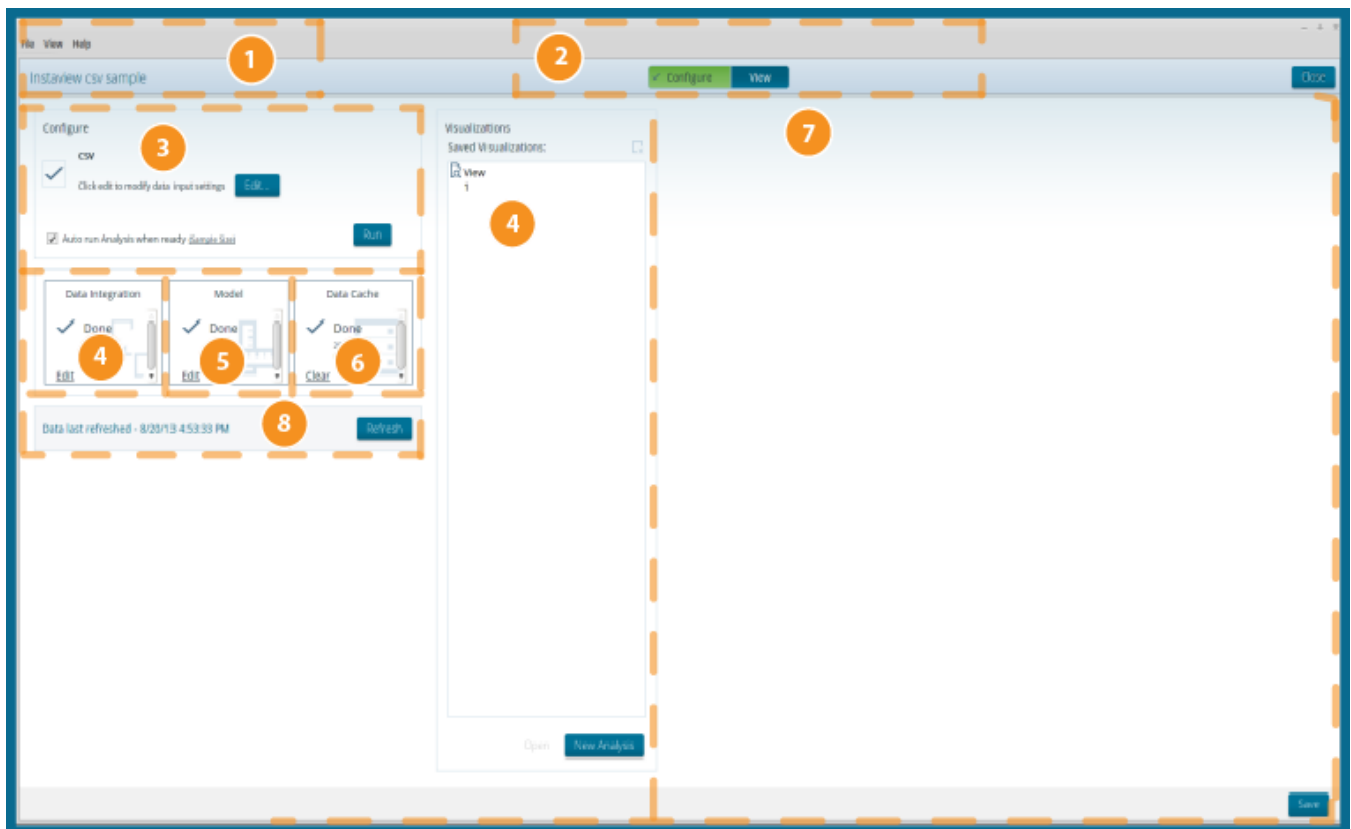 File View Help
1
2
Instaview csv sample
Configure
View
Close
Configure
3
CSV
Click edit to modify data input settings
Edit...
Auto run Analysis when ready (Sample Size)
Run
Data Integration
Done
4
Edit
Model
Done
5
Edit
Data Cache
Done
6
Clear
8
Data last refreshed - 8/20/13 4:53:33 PM
Refresh
Visualizations
Saved Visualizations:
View
1
4
Open
New Analysis
7
Save